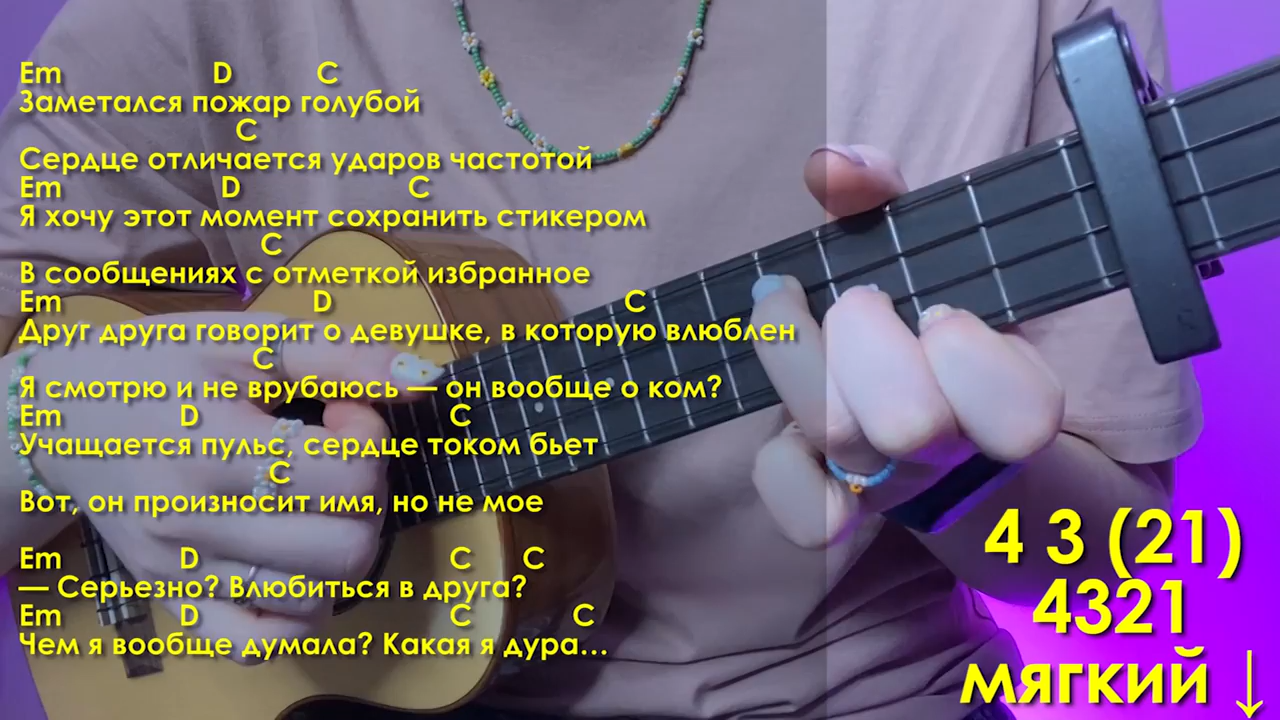 Em D C
Заметался пожар голубой
C
Сердце отличается ударов частотой
Em D C
Я хочу этот момент сохранить стикером
C
В сообщениях с отметкой избранное
Em D C
Друг друга говорит о девушке, в которую влюблен
C
Я смотрю и не врубаюсь — он вообще о ком?
Em D C
Учащается пульс, сердце током бьет
C
Вот, он произносит имя, но не мое
Em D C C
— Серьезно? Влюбиться в друга?
Em D C C
Чем я вообще думала? Какая я дура...
4 3 (21)
4321
мягкий ↓